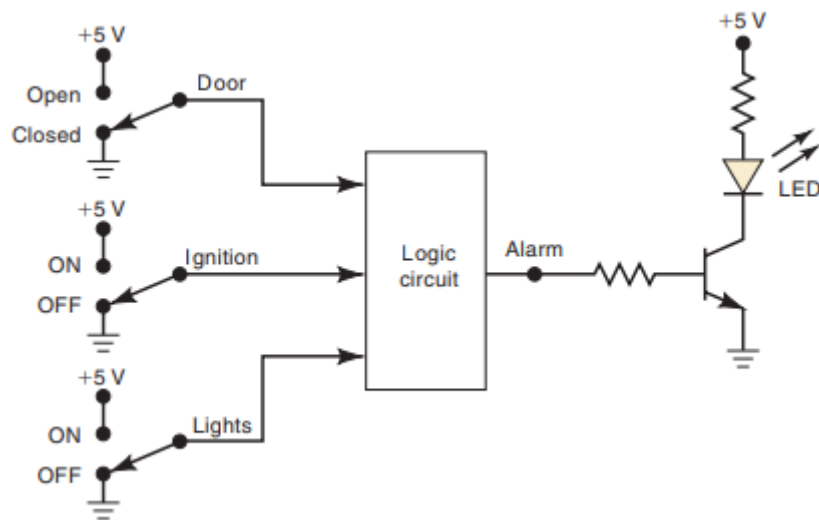 +5 V
Open
Closed
Door
+5 V
ON
OFF
Ignition
+5 V
ON
OFF
Lights
Logic
circuit
Alarm
+5 V
LED